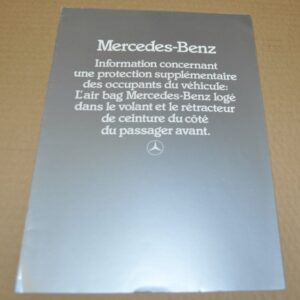 Mercedes-Benz
Information concernant
une protection supplémentaire
des occupants du véhicule:
L'air bag Mercedes-Benz logé
dans le volant et le rétracteur
de ceinture du côté
du passager avant.